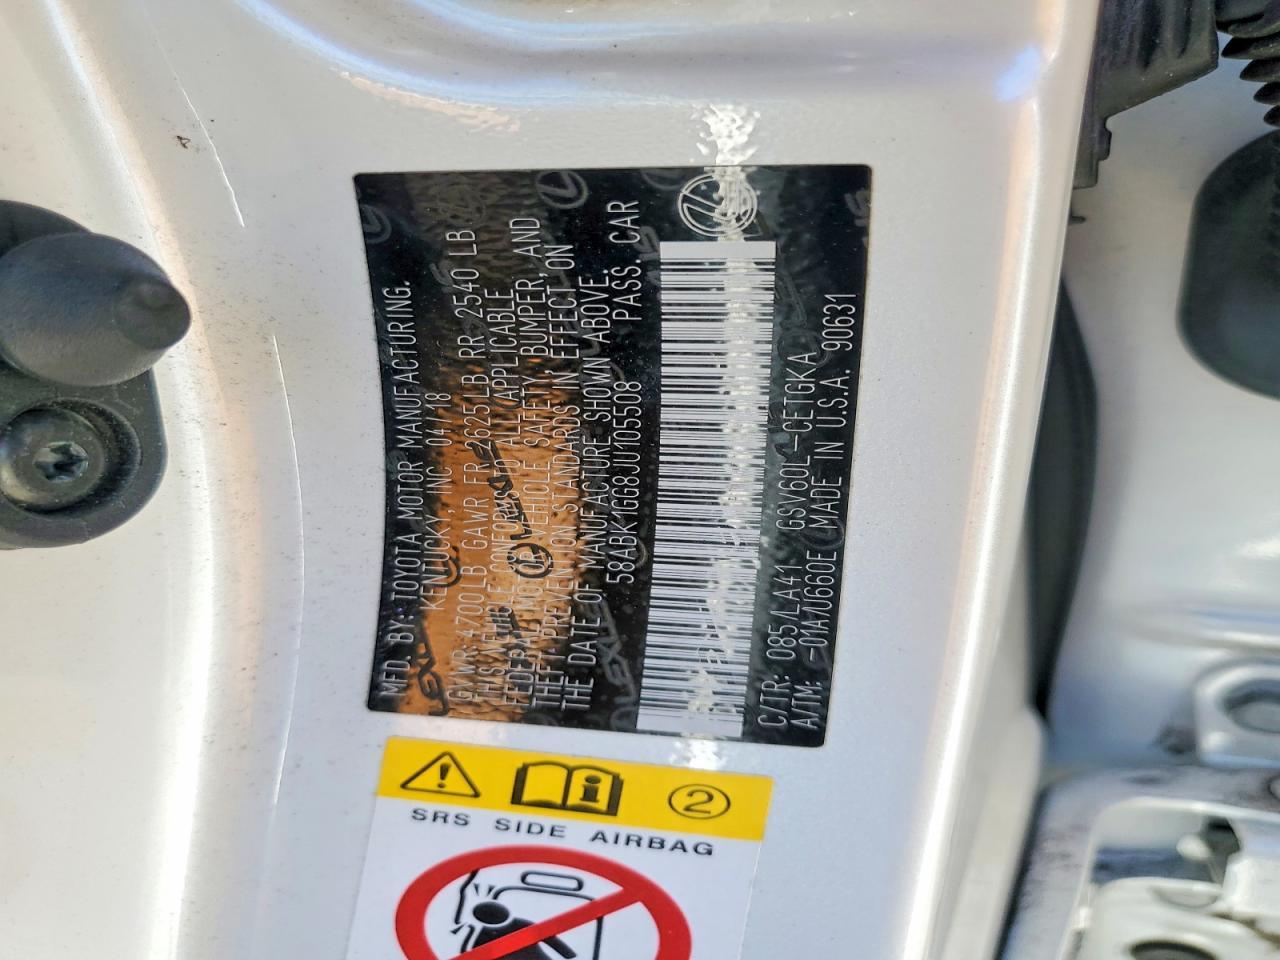 MFD. BY: TOYOTA MOTOR MANUFACTURING.
KENTUCKY, INC 04/18
GVWR: 4700LB GAWR FR 2625LB RR 2540 LB
THIS VEHICLE CONFORMS TO ALL APPLICABLE
FEDERAL MOTOR VEHICLE SAFETY, BUMPER, AND
THEFT PREVENTION STANDARDS IN EFFECT ON
THE DATE OF MANUFACTURE SHOWN ABOVE.
58ABK1GG8JU105508 PASS. CAR
C/TR: 085/LA41 GSV60L-CETGKA
A/TM: -01A/U660E MADE IN U.S.A. 90631
2
SRS SIDE AIRBAG